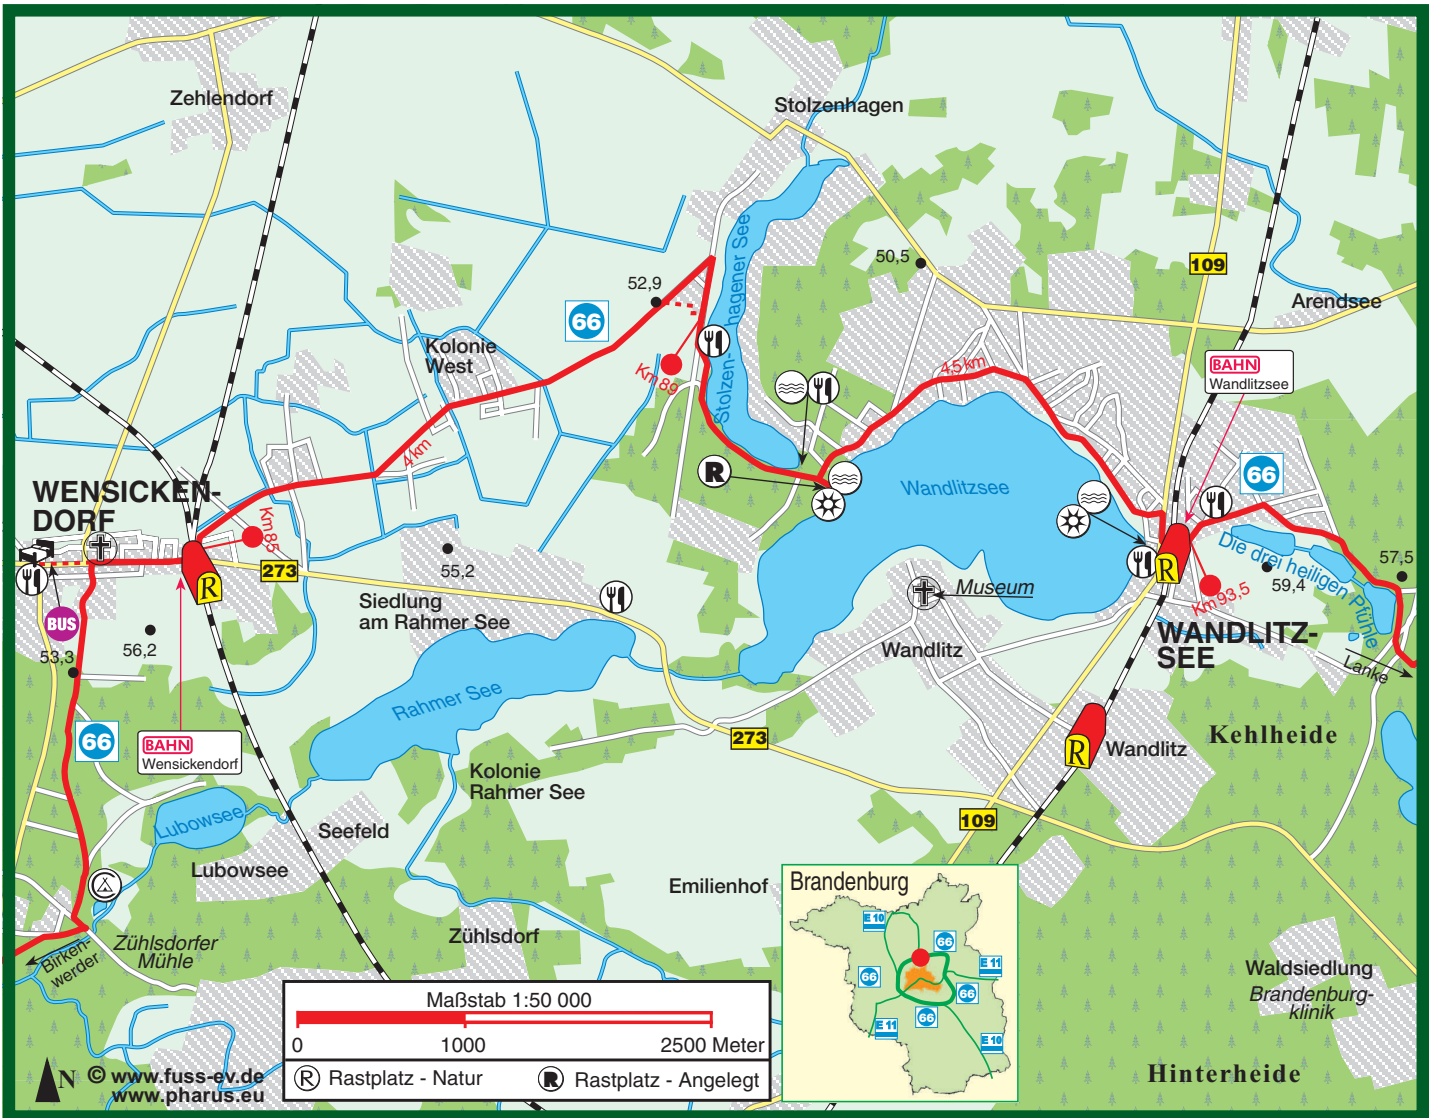 Zehlendorf
Stolzenhagen
109
Arendsee
50,5
52,9
66
Stolzen-
hagener See
Kolonie
West
Km 89
4,5 km
BAHN
Wandlitzsee
4 km
R
Wandlitzsee
66
WENSICKEN-
DORF
Km 85
273
55,2
Siedlung
am Rahmer See
Museum
Die drei heiligen Pfühle
57,5
59,4
Km 93,5
R
R
BUS
53,3
56,2
Wandlitz
WANDLITZ-
SEE
Lanke
Rahmer See
66
BAHN
Wensickendorf
273
Kehlheide
R
Wandlitz
Kolonie
Rahmer See
109
Lubowsee
Seefeld
Lubowsee
Emilienhof
Zühlsdorf
Zühlsdorfer
Mühle
Birken-
werder
Waldsiedlung
Brandenburg-
klinik
Hinterheide
Brandenburg
E 10
66
66
E 11
66
66
E 11
E 10
Maßstab 1:50 000
0 1000 2500 Meter
R Rastplatz - Natur R Rastplatz - Angelegt
N © www.fuss-ev.de
www.pharus.eu